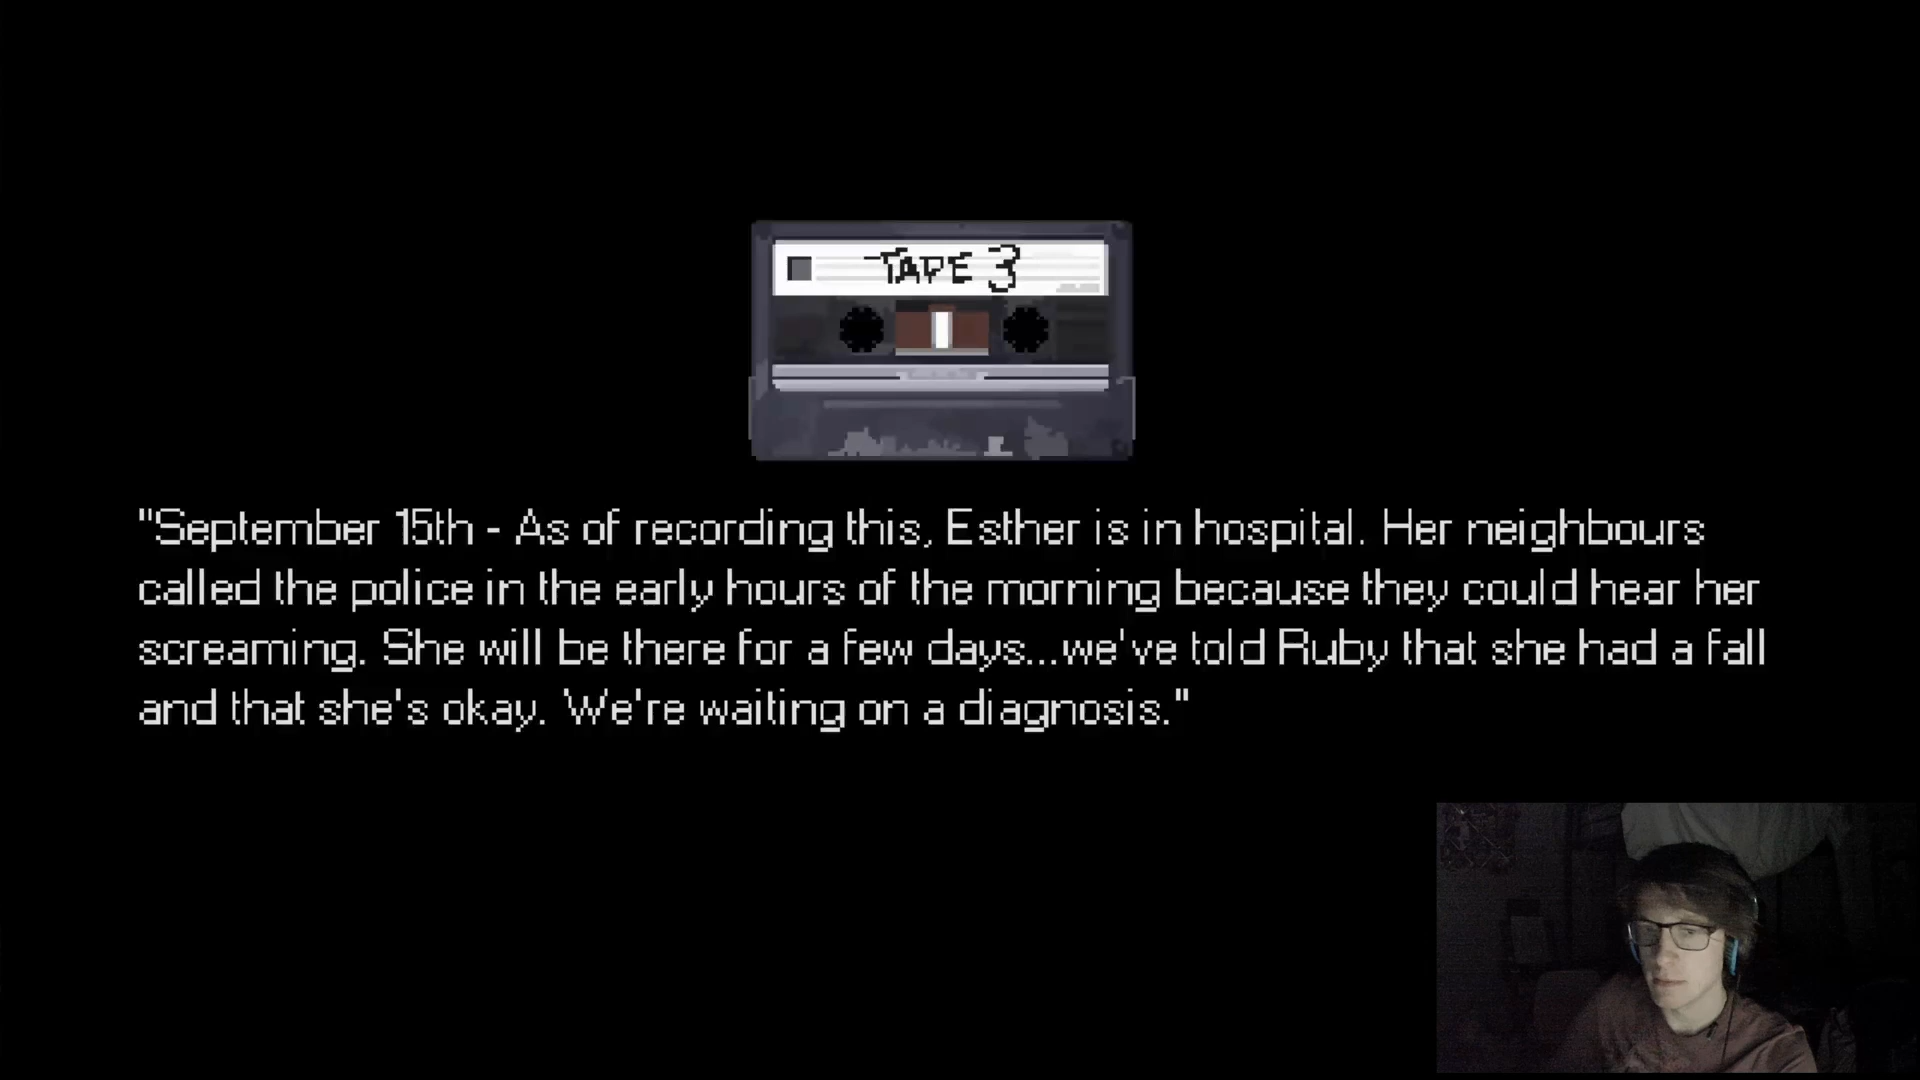 TAPE 3
"September 15th - As of recording this, Esther is in hospital. Her neighbours
called the police in the early hours of the morning because they could hear her
screaming. She will be there for a few days...we've told Ruby that she had a fall
and that she's okay. We're waiting on a diagnosis."